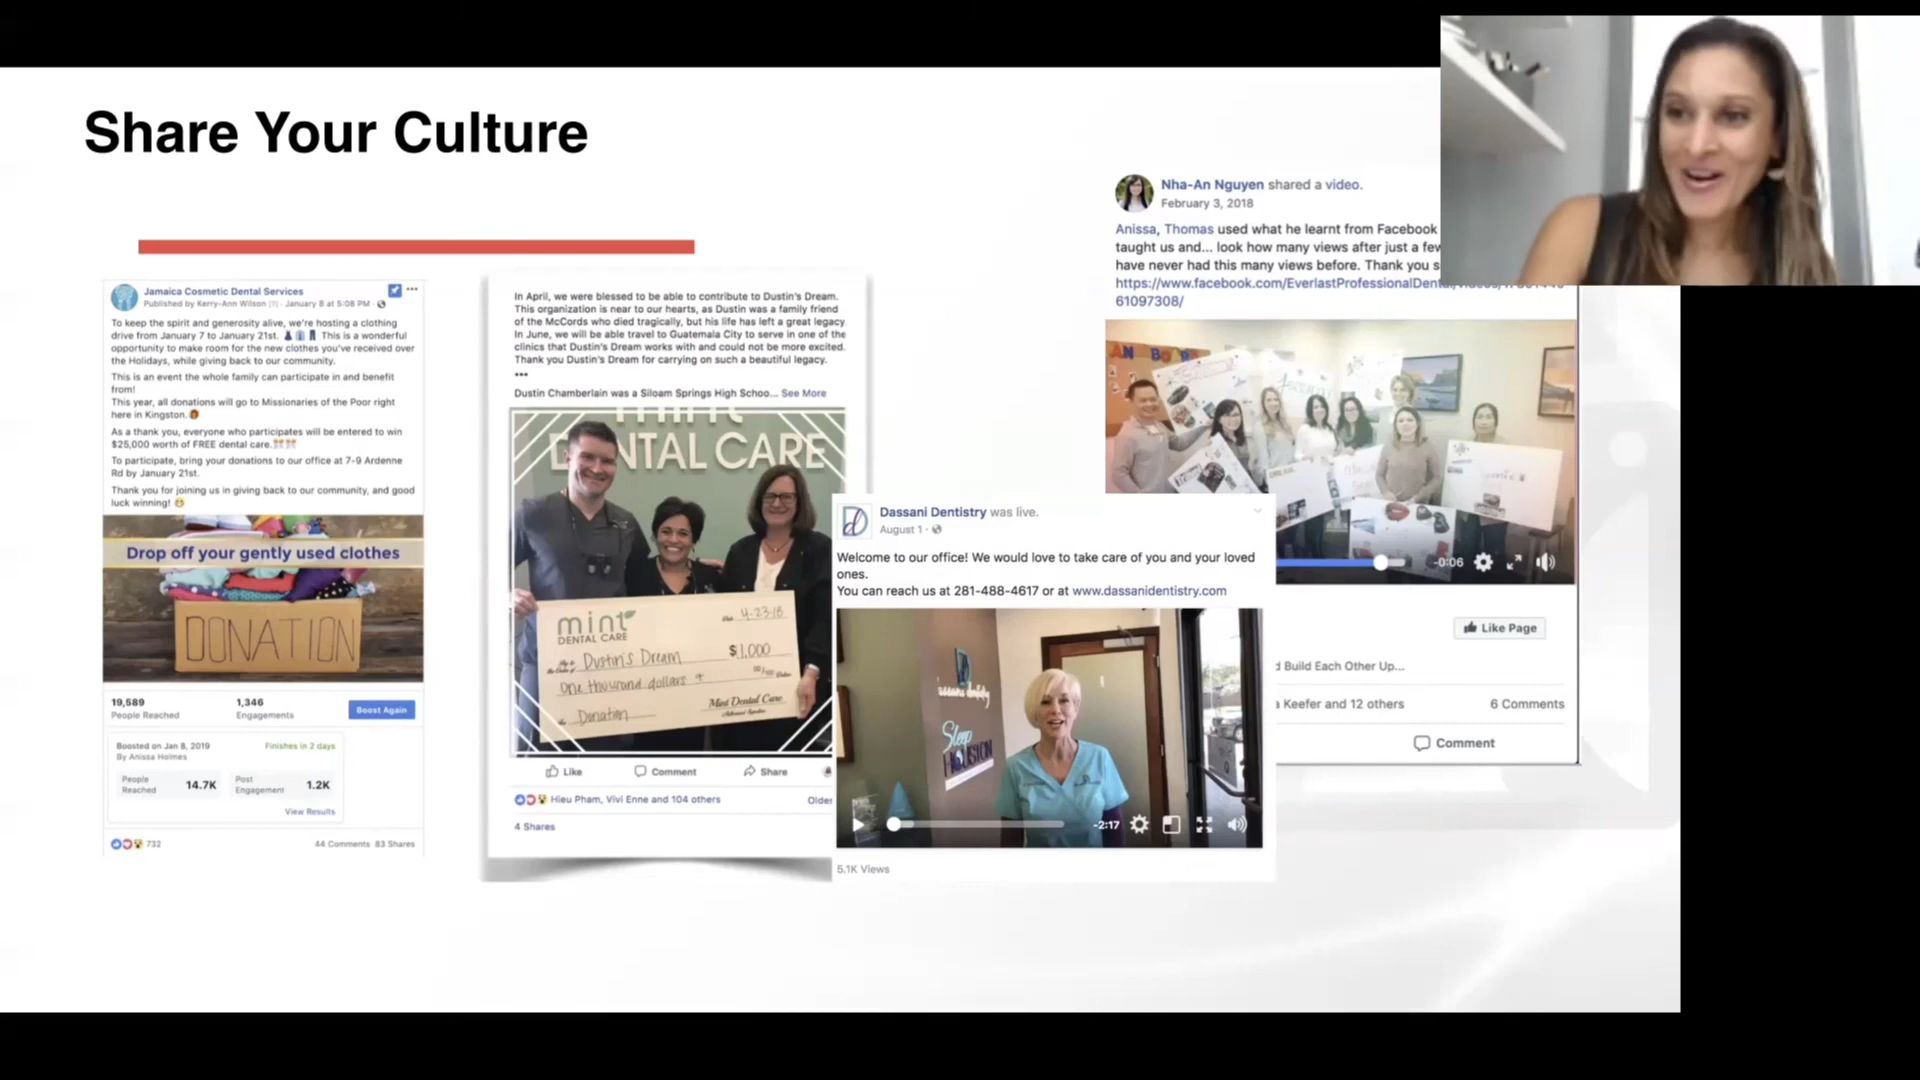 Share Your Culture
Jamaica Cosmetic Dental Services
Published by Kerry-Ann Wilson [?] · January 8 at 5:08 PM ·
To keep the spirit and generosity alive, we're hosting a clothing
drive from January 7 to January 21st. 👗👔👖 This is a wonderful
opportunity to make room for the new clothes you've received over
the Holidays, while giving back to our community.
This is an event the whole family can participate in and benefit
from!
This year, all donations will go to Missionaries of the Poor right
here in Kingston.
As a thank you, everyone who participates will be entered to win
$25,000 worth of FREE dental care.
To participate, bring your donations to our office at 7-9 Ardenne
Rd by January 21st.
Thank you for joining us in giving back to our community, and good
luck winning! 😁
Drop off your gently used clothes
DONATION
19,589
People Reached
1,346
Engagements
Boost Again
Boosted on Jan 8, 2019
By Anissa Holmes
Finishes in 2 days
People
Reached
14.7K
Post
Engagement
1.2K
View Results
732
44 Comments 83 Shares
In April, we were blessed to be able to contribute to Dustin's Dream.
This organization is near to our hearts, as Dustin was a family friend
of the McCords who died tragically, but his life has left a great legacy.
In June, we will be able travel to Guatemala City to serve in one of the
clinics that Dustin's Dream works with and could not be more excited.
Thank you Dustin's Dream for carrying on such a beautiful legacy.
•••
Dustin Chamberlain was a Siloam Springs High Schoo... See More
mint
DENTAL CARE
mint
DENTAL CARE
Date 4-23-18
Dustin's Dream $1,000
One thousand dollars
Mint Dental Care
Donation
Like
Comment
Share
Hieu Pham, Vivi Enne and 104 others
4 Shares
Dassani Dentistry was live.
August 1 ·
Welcome to our office! We would love to take care of you and your loved
ones.
You can reach us at 281-488-4617 or at www.dassanidentistry.com
dassani dentistry
Sleep
HOUSTON
-2:17
5.1K Views
Nha-An Nguyen shared a video.
February 3, 2018
Anissa, Thomas used what he learnt from Facebook
taught us and... look how many views after just a few
have never had this many views before. Thank you s
https://www.facebook.com/EverlastProfessionalDental/videos/
61097308/
-0:06
Like Page
d Build Each Other Up...
Keefer and 12 others
6 Comments
Comment